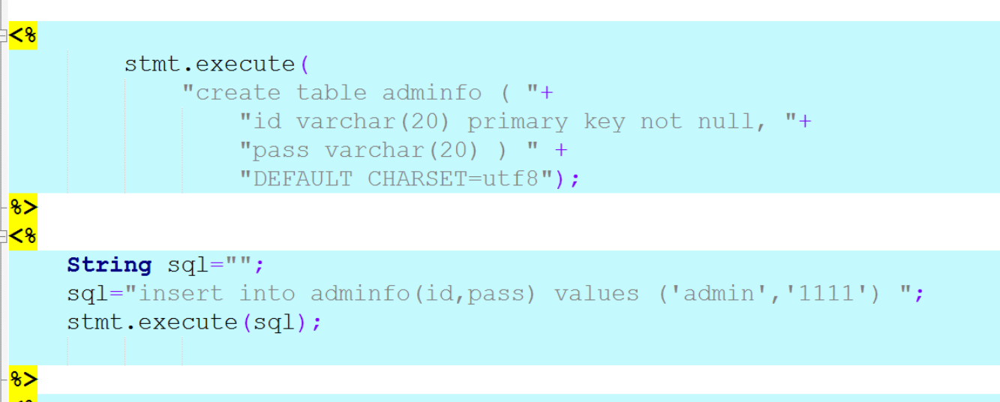 <%
stmt.execute(
"create table adminfo ( "+
"id varchar(20) primary key not null, "+
"pass varchar(20) ) " +
"DEFAULT CHARSET=utf8");
%>
<%
String sql="";
sql="insert into adminfo(id,pass) values ('admin','1111') ";
stmt.execute(sql);
%>